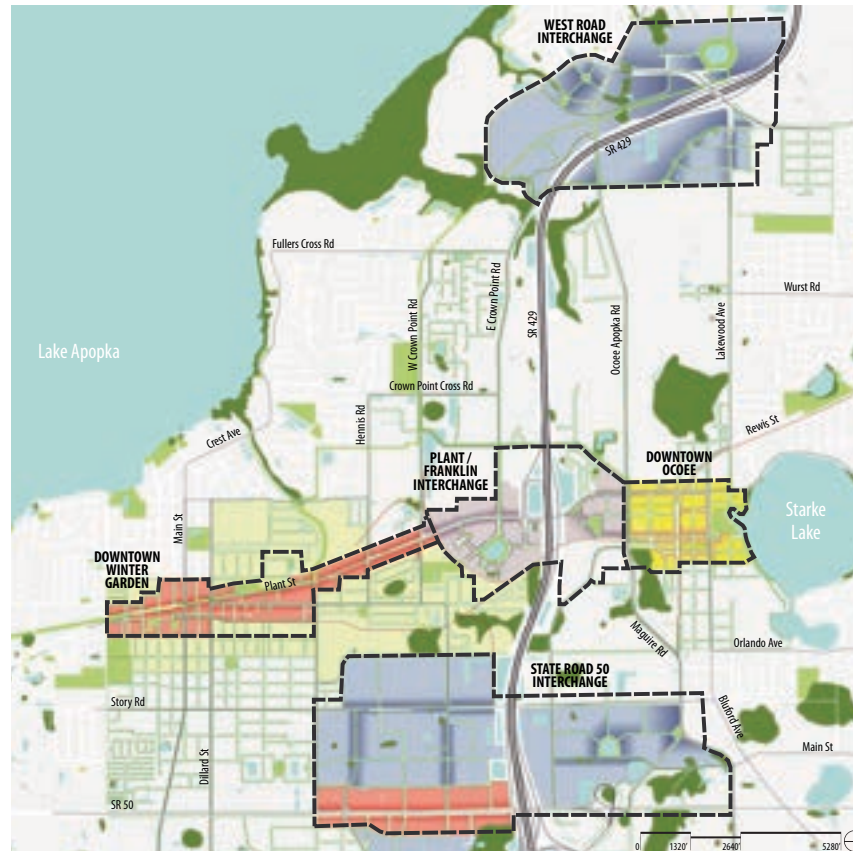 WEST ROAD
INTERCHANGE
SR 429
Fullers Cross Rd
Wurst Rd
W Crown Point Rd
E Crown Point Rd
SR 429
Ocoee Apopka Rd
Lakewood Ave
Lake Apopka
Crown Point Cross Rd
Hennis Rd
Crest Ave
Rewis St
PLANT /
FRANKLIN
INTERCHANGE
DOWNTOWN
OCOEE
Starke
Lake
Main St
DOWNTOWN
WINTER
GARDEN
Plant St
Maguire Rd
Orlando Ave
STATE ROAD 50
INTERCHANGE
Story Rd
Bluford Ave
Dillard St
Main St
SR 50
0 1320' 2640' 5280'